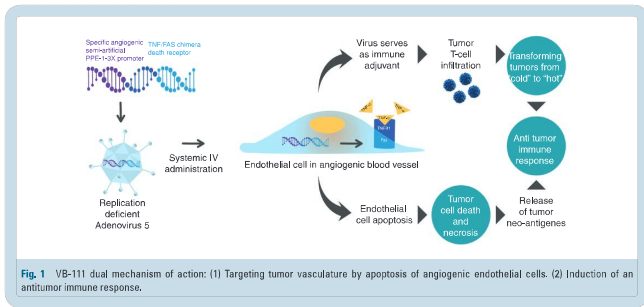 Specific angiogenic
semi-artificial
PPE-1-3X promoter
TNF/FAS chimera
death receptor
Virus serves
as immune
adjuvant
Tumor
T-cell
infiltration
Transforming
tumors from
"cold" to "hot"
Systemic IV
administration
Endothelial cell in angiogenic blood vessel
Anti tumor
immune
response
Replication
deficient
Adenovirus 5
Endothelial
cell apoptosis
Tumor
cell death
and
necrosis
Release
of tumor
neo-antigenes
Fig. 1 VB-111 dual mechanism of action: (1) Targeting tumor vasculature by apoptosis of angiogenic endothelial cells. (2) Induction of an
antitumor immune response.